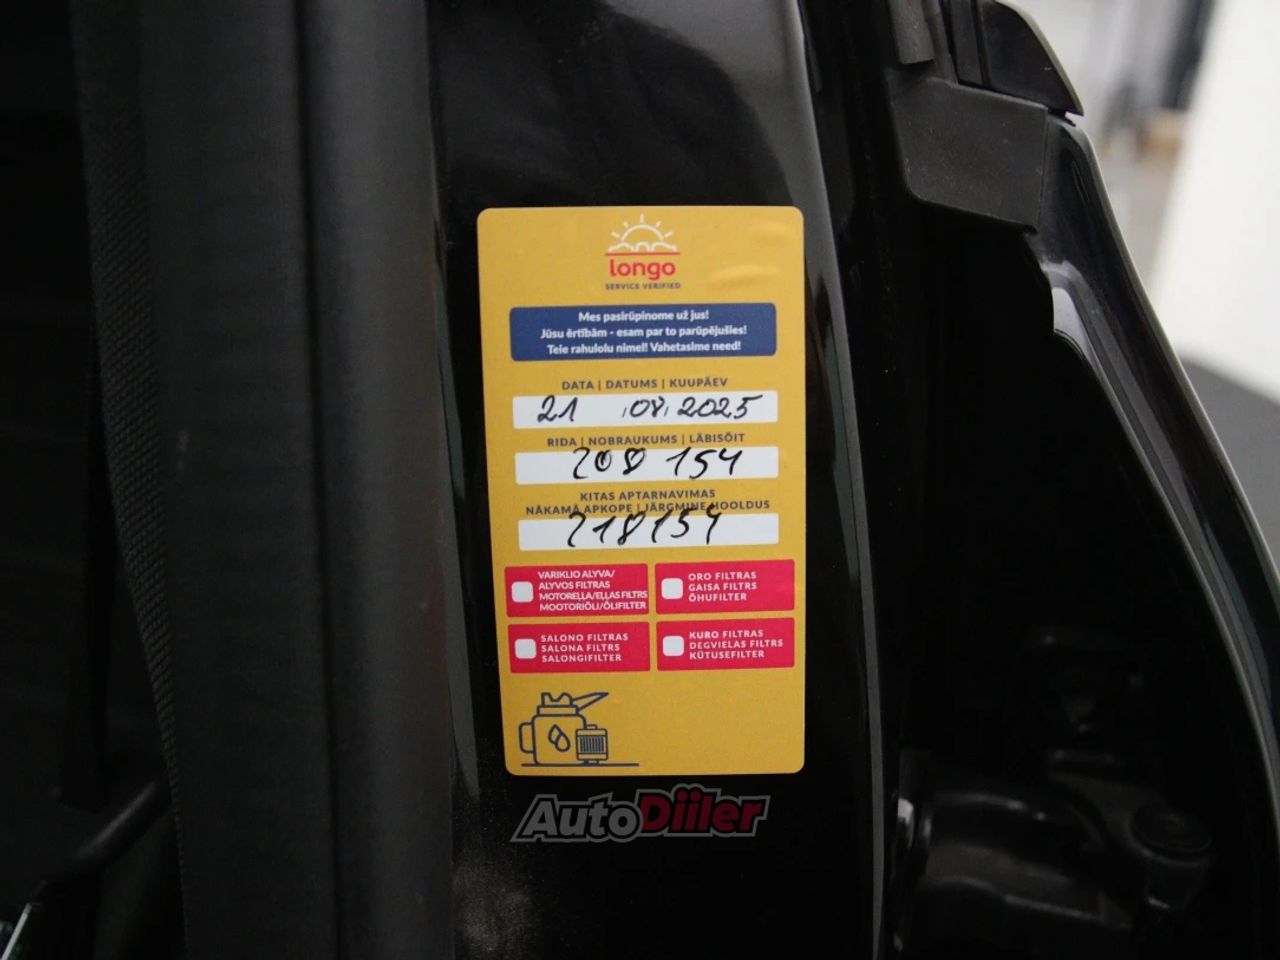 longo
SERVICE VERIFIED
Mes pasirūpinome už jus!
Jūsu ērtībām - esam par to parūpējušies!
Teie rahulolu nimel! Vahetasime need!
DATA | DATUMS | KUUPÄEV
21 .08. 2025
RIDA | NOBRAUKUMS | LÄBISÕIT
208 154
KITAS APTARNAVIMAS
NĀKAMĀ APKOPE | JÄRGMINE HOOLDUS
218154
VARIKLIO ALYVA/
ALYVOS FILTRAS
MOTOREĻĻA/EĻĻAS FILTRS
MOOTORIÕLI/ÕLIFILTER
ORO FILTRAS
GAISA FILTRS
ÕHUFILTER
SALONO FILTRAS
SALONA FILTRS
SALONGIFILTER
KURO FILTRAS
DEGVIELAS FILTRS
KÜTUSEFILTER
AutoDiiler